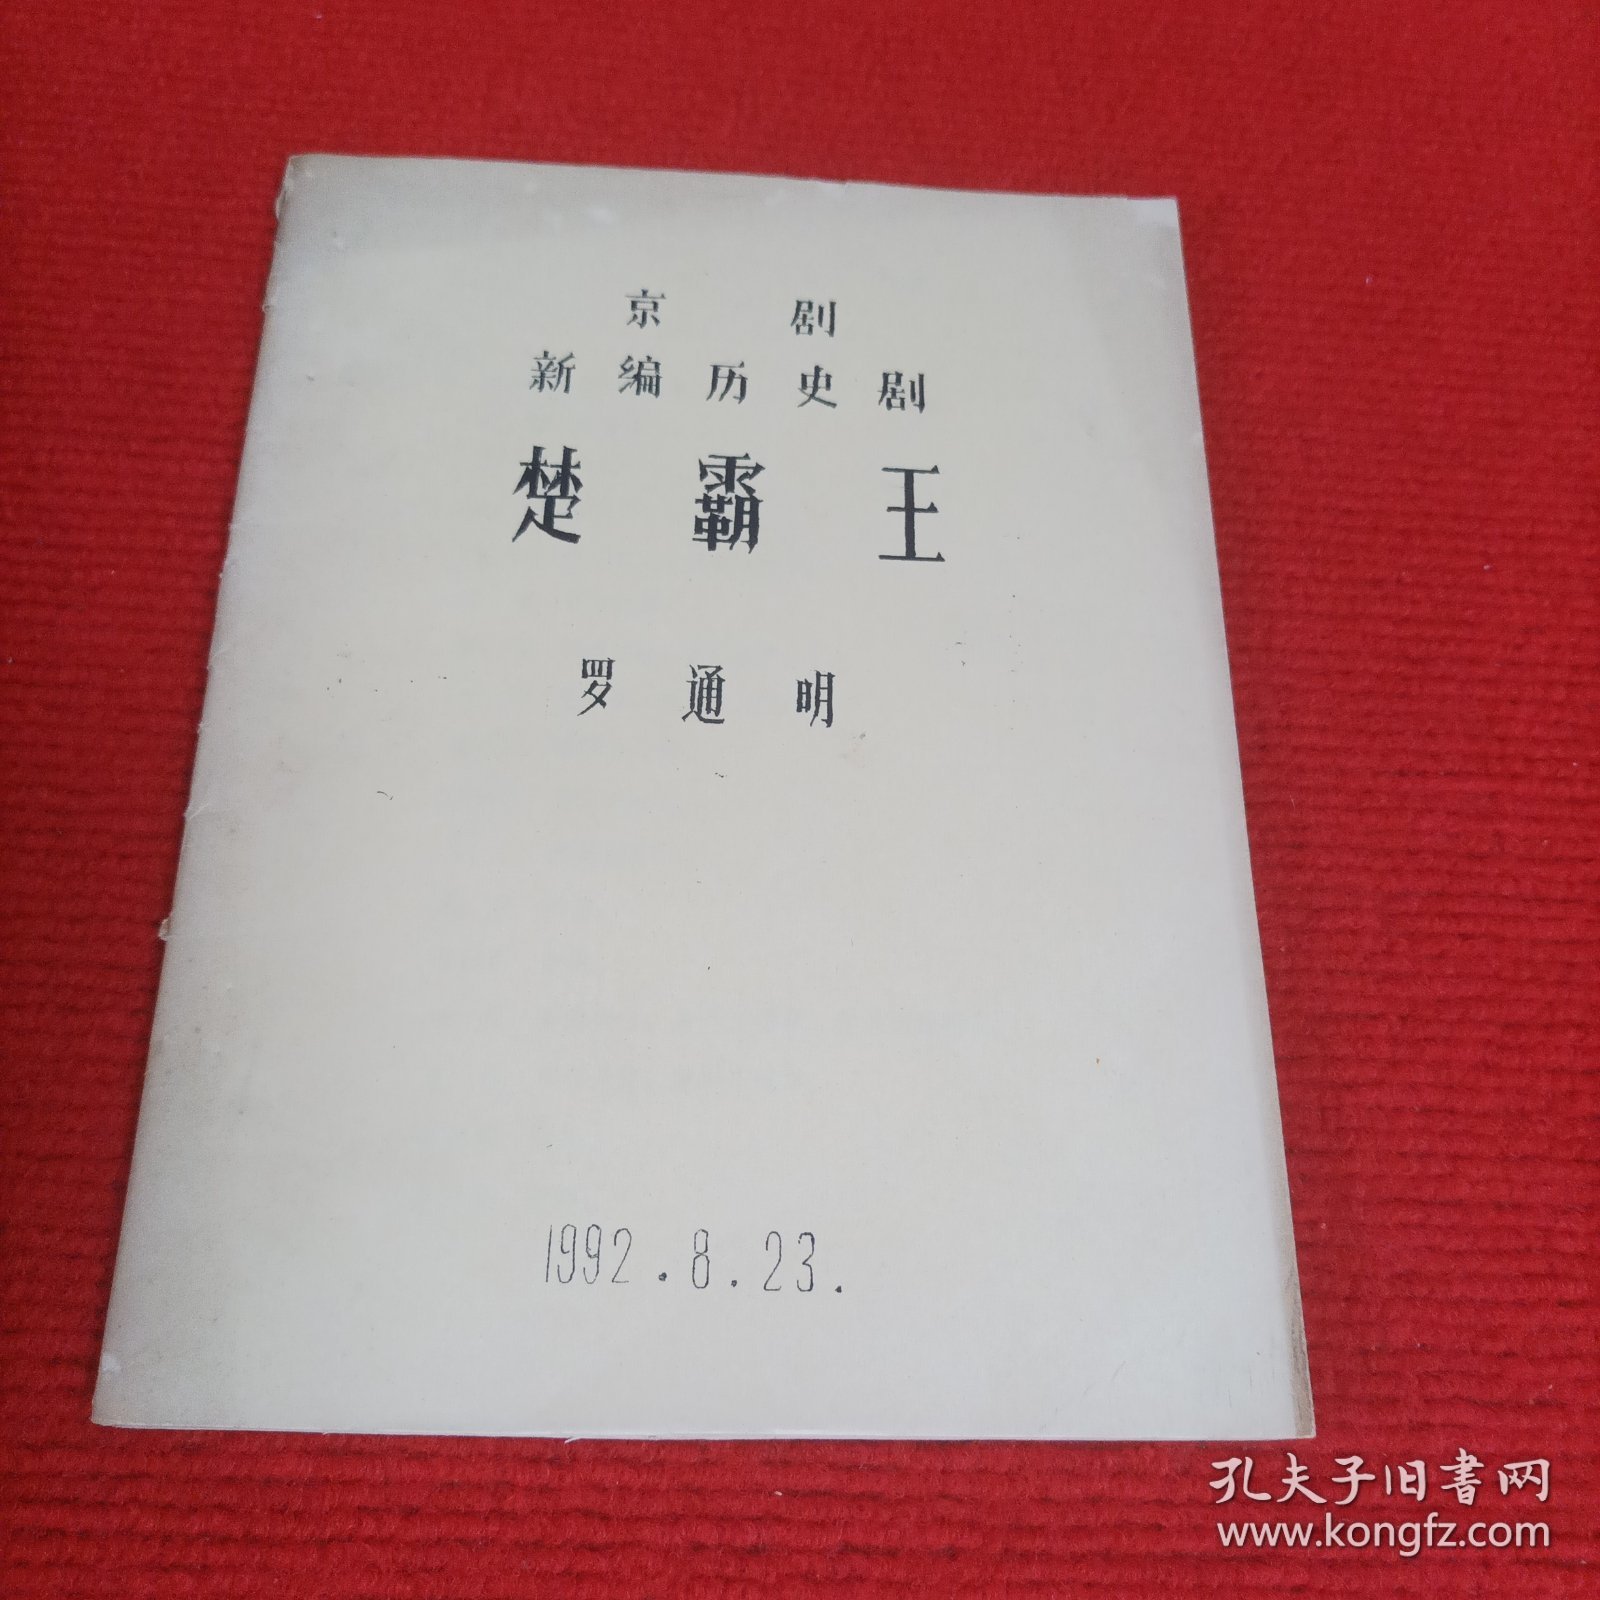 京剧
新编历史剧
楚霸王
罗通明
1992.8.23.
孔夫子旧书网
www.kongfz.com